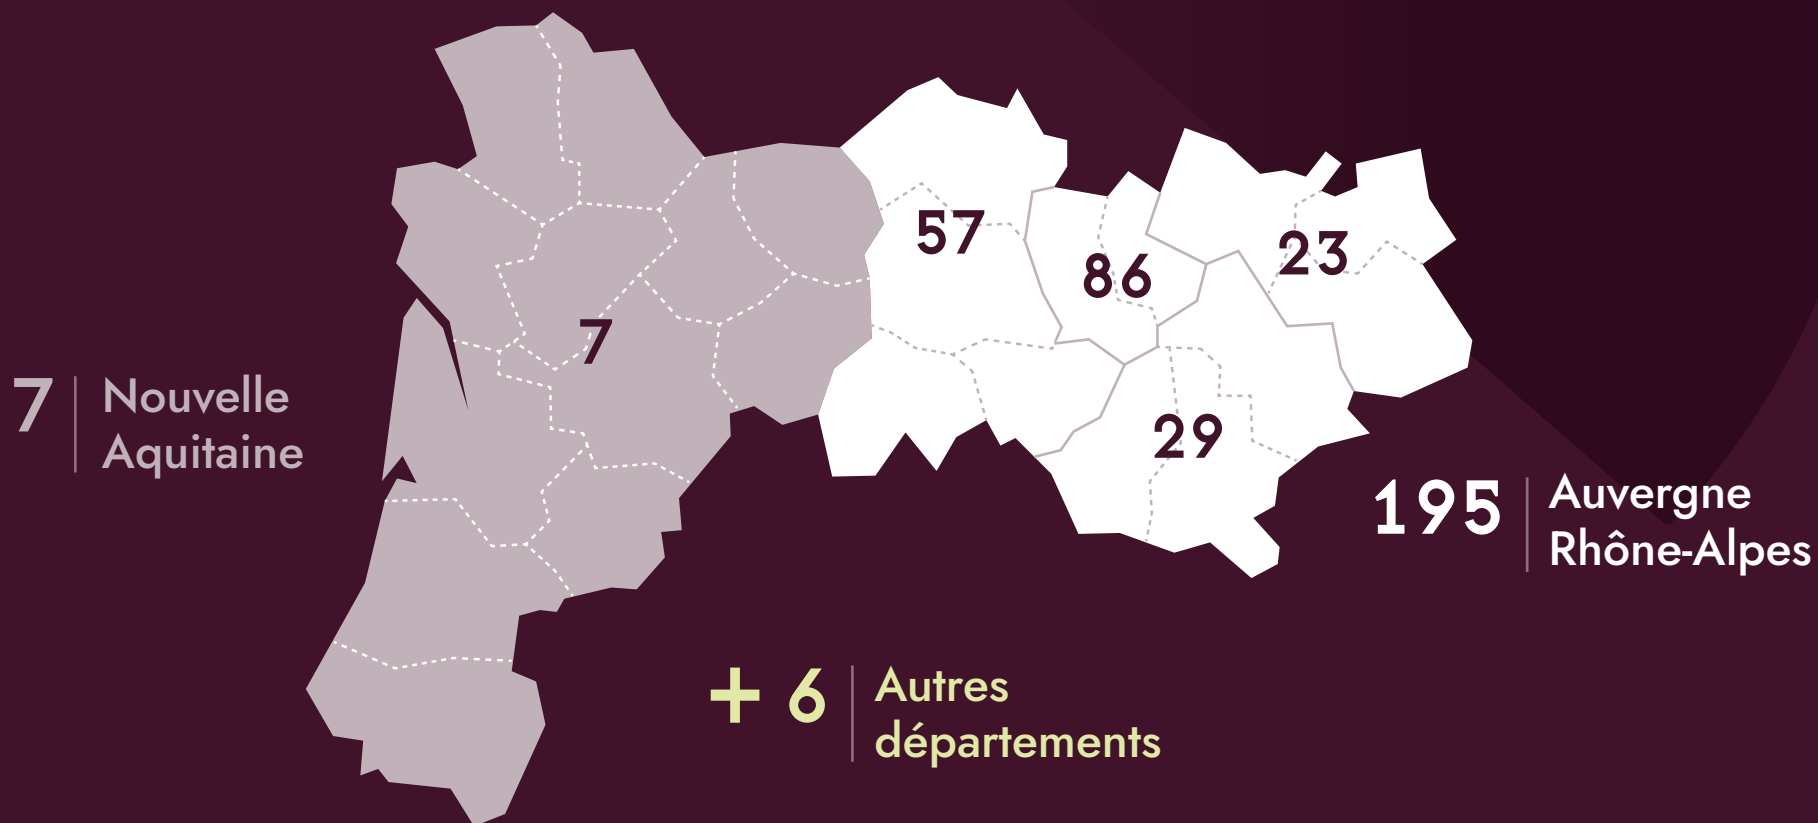 57
86
23
7
7
Nouvelle
Aquitaine
29
195
Auvergne
Rhône-Alpes
+ 6
Autres
départements